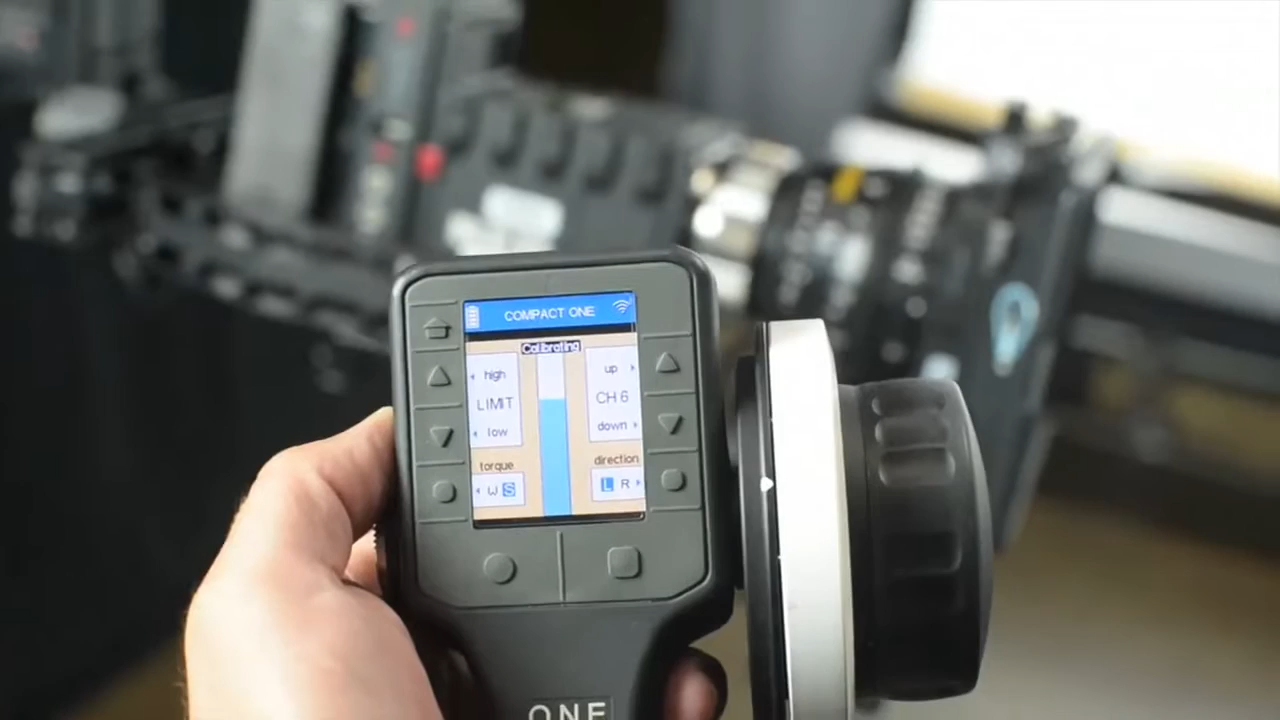 COMPACT ONE
Calibrating
high
LIMIT
low
up
CH 6
down
torque
W S
direction
L R
ONE